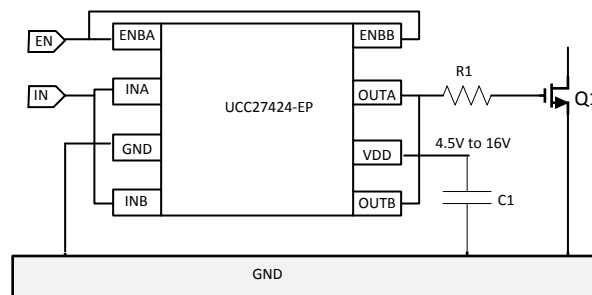 EN
ENBA
ENBB
IN
INA
UCC27424-EP
OUTA
R1
Q1
GND
VDD
4.5V to 16V
INB
OUTB
C1
GND